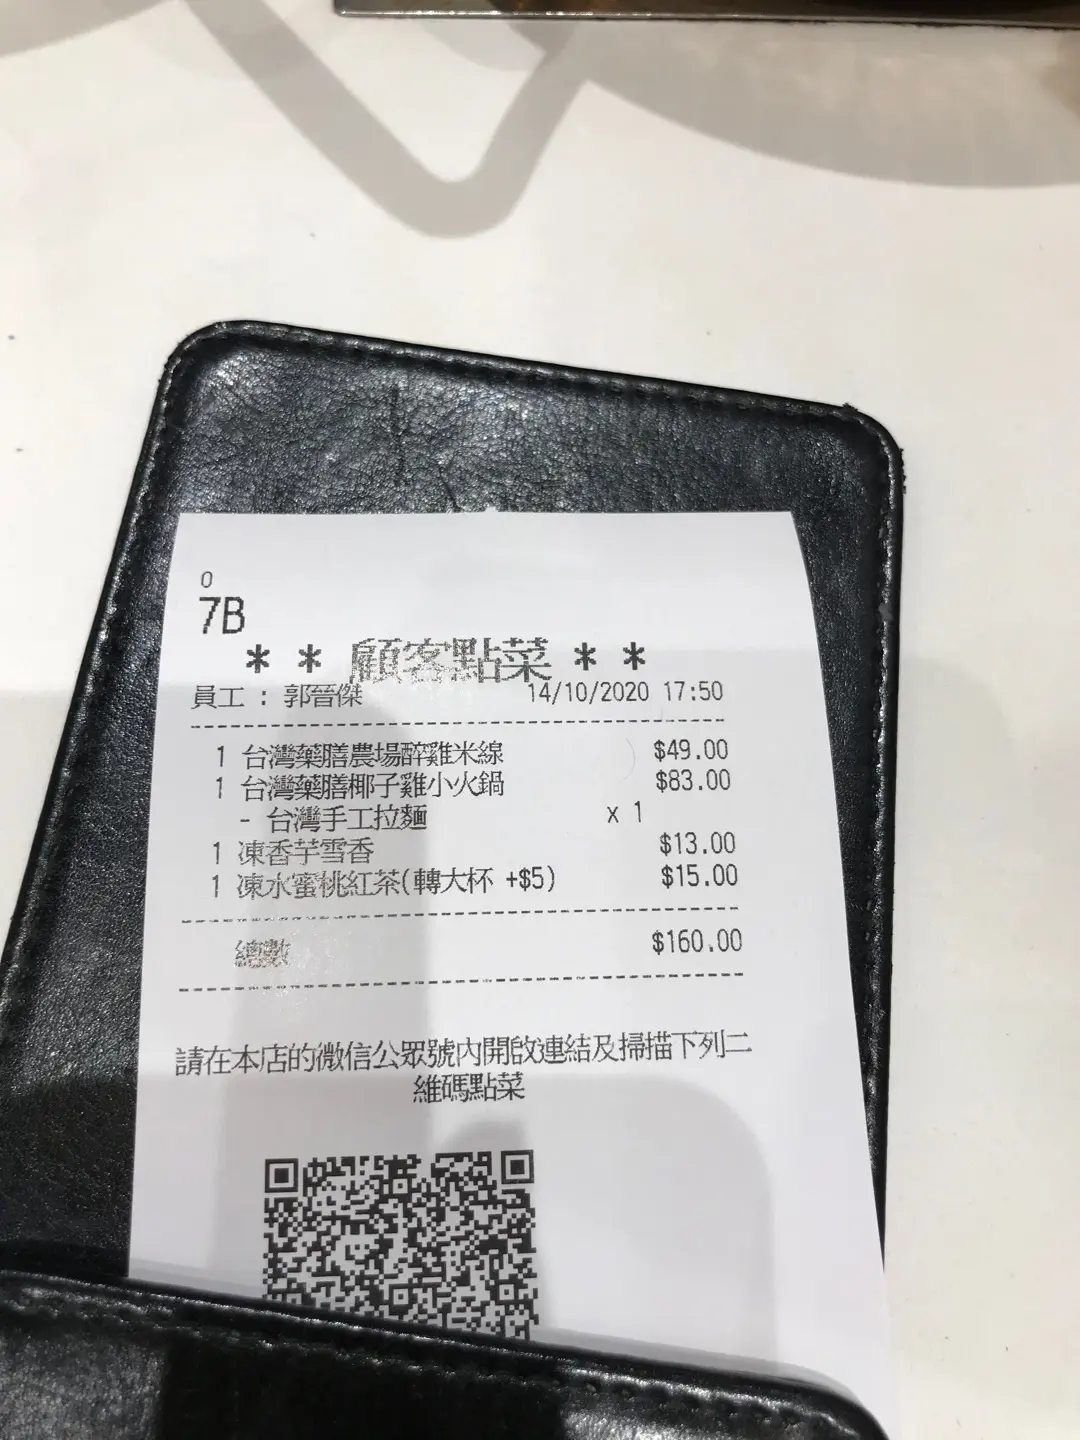 0
7B
* * 顧客點菜 * *
員工 : 郭晉傑 14/10/2020 17:50
1 台灣藥膳農場醉雞米線 $49.00
1 台灣藥膳椰子雞小火鍋 $83.00
- 台灣手工拉麵 x 1
1 凍香芋雪香 $13.00
1 凍水蜜桃紅茶(轉大杯 +$5) $15.00
總數 $160.00
請在本店的微信公眾號內開啟連結及掃描下列二
維碼點菜